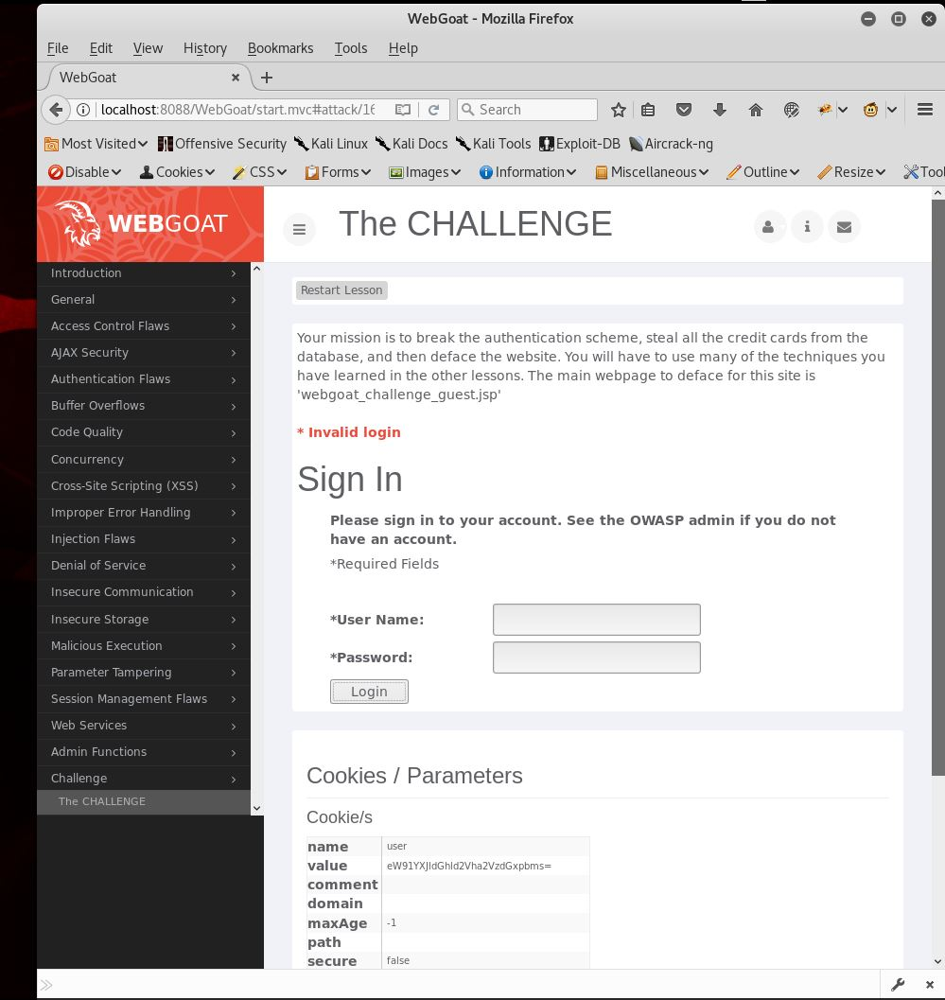 WebGoat - Mozilla Firefox
File Edit View History Bookmarks Tools Help
WebGoat
localhost:8088/WebGoat/start.mvc#attack/16
Search
Most Visited Offensive Security Kali Linux Kali Docs Kali Tools Exploit-DB Aircrack-ng
Disable Cookies CSS Forms Images Information Miscellaneous Outline Resize Tool
WEBGOAT
The CHALLENGE
Introduction
General
Access Control Flaws
AJAX Security
Authentication Flaws
Buffer Overflows
Code Quality
Concurrency
Cross-Site Scripting (XSS)
Improper Error Handling
Injection Flaws
Denial of Service
Insecure Communication
Insecure Storage
Malicious Execution
Parameter Tampering
Session Management Flaws
Web Services
Admin Functions
Challenge
The CHALLENGE
Restart Lesson
Your mission is to break the authentication scheme, steal all the credit cards from the
database, and then deface the website. You will have to use many of the techniques you
have learned in the other lessons. The main webpage to deface for this site is
'webgoat_challenge_guest.jsp'
* Invalid login
Sign In
Please sign in to your account. See the OWASP admin if you do not
have an account.
*Required Fields
*User Name:
*Password:
Login
Cookies / Parameters
Cookie/s
name user
value eW91YXJldGhld2Vha2VzdGxpbms=
comment
domain
maxAge -1
path
secure false